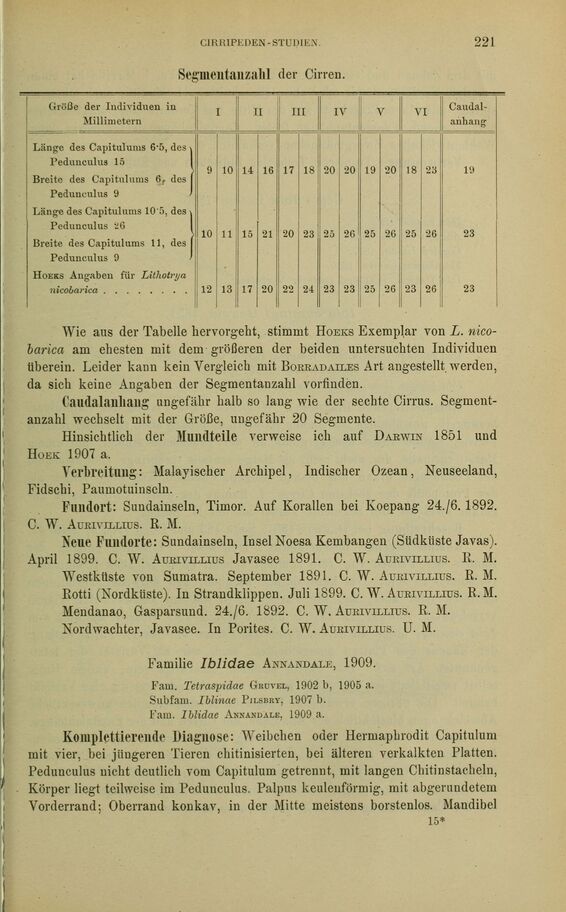 CIRRIPEDEN-STUDIEN. 221
Segmentanzahl der Cirren.
Größe der Individuen in Millimetern | I | II | III | IV | V | VI | Caudal-anhang
Länge des Capitulums 6·5, des
Pedunculus 15
Breite des Capitulums 6, des
Pedunculus 9
9 10 14 16 17 18 20 20 19 20 18 23 19
Länge des Capitulums 10·5, des
Pedunculus 26
Breite des Capitulums 11, des
Pedunculus 9
10 11 15 21 20 23 25 26 25 26 25 26 23
HOEKS Angaben für Lithotrya
nicobarica . . . . . . . . 12 13 17 20 22 24 23 23 25 26 23 26 23
Wie aus der Tabelle hervorgeht, stimmt HOEKS Exemplar von L. nico-
barica am ehesten mit dem größeren der beiden untersuchten Individuen
überein. Leider kann kein Vergleich mit BORRADAILES Art angestellt werden,
da sich keine Angaben der Segmentanzahl vorfinden.
Caudalanhang ungefähr halb so lang wie der sechte Cirrus. Segment-
anzahl wechselt mit der Größe, ungefähr 20 Segmente.
Hinsichtlich der Mundteile verweise ich auf DARWIN 1851 und
HOEK 1907 a.
Verbreitung: Malayischer Archipel, Indischer Ozean, Neuseeland,
Fidschi, Paumotuinseln.
Fundort: Sundainseln, Timor. Auf Korallen bei Koepang 24./6. 1892.
C. W. AURIVILLIUS. R. M.
Neue Fundorte: Sundainseln, Insel Noesa Kembangen (Südküste Javas).
April 1899. C. W. AURIVILLIUS Javasee 1891. C. W. AURIVILLIUS. R. M.
Westküste von Sumatra. September 1891. C. W. AURIVILLIUS. R. M.
Rotti (Nordküste). In Strandklippen. Juli 1899. C. W. AURIVILLIUS. R. M.
Mendanao, Gasparsund. 24./6. 1892. C. W. AURIVILLIUS. R. M.
Nordwachter, Javasee. In Porites. C. W. AURIVILLIUS. U. M.
Familie Iblidae ANNANDALE, 1909.
Fam. Tetraspidae GRUVEL, 1902 b, 1905 a.
Subfam. Iblinae PILSBRY, 1907 b.
Fam. Iblidae ANNANDALE, 1909 a.
Komplettierende Diagnose: Weibchen oder Hermaphrodit Capitulum
mit vier, bei jüngeren Tieren chitinisierten, bei älteren verkalkten Platten.
Pedunculus nicht deutlich vom Capitulum getrennt, mit langen Chitinstacheln,
Körper liegt teilweise im Pedunculus. Palpus keulenförmig, mit abgerundetem
Vorderrand; Oberrand konkav, in der Mitte meistens borstenlos. Mandibel
15*